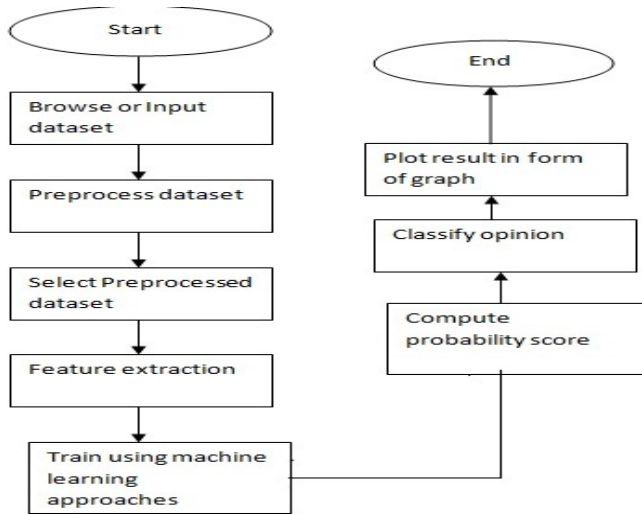 Start
Browse or Input
dataset
Preprocess dataset
Select Preprocessed
dataset
Feature extraction
Train using machine
learning
approaches
Compute
probability score
Classify opinion
Plot result in form
of graph
End